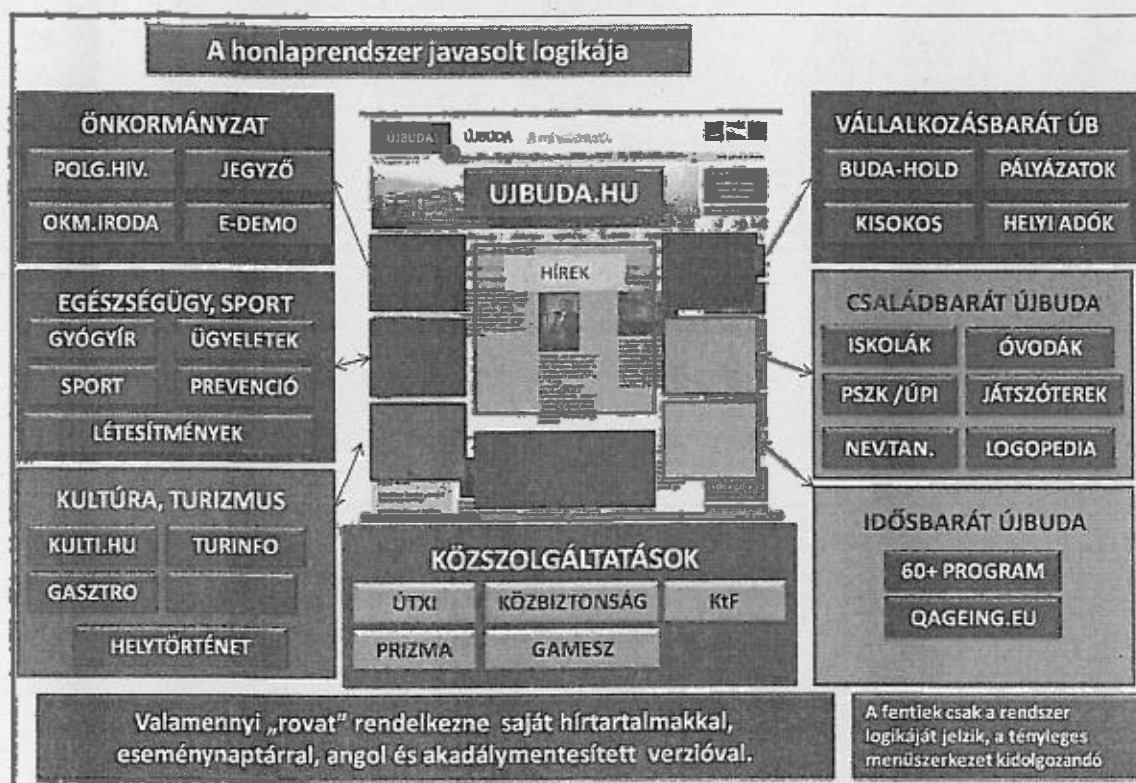 A honlaprendszer javasolt logikája
ÖNKORMÁNYZAT
POLG.HIV.
JEGYZŐ
OKM.IRODA
E-DEMO
EGÉSZSÉGÜGY, SPORT
GYÓGYÍR
ÜGYELETEK
SPORT
PREVENCIÓ
LÉTESÍTMÉNYEK
KULTÚRA, TURIZMUS
KULTI.HU
TURINFO
GASZTRO
HELYTÖRTÉNET
ÚJBUDA
ÚJBUDA
UJBUDA.HU
HÍREK
KÖZSZOLGÁLTATÁSOK
ÚTXI
KÖZBIZTONSÁG
KtF
PRIZMA
GAMESZ
VÁLLALKOZÁSBARÁT ÚB
BUDA-HOLD
PÁLYÁZATOK
KISOKOS
HELYI ADÓK
CSALÁDBARÁT ÚJBUDA
ISKOLÁK
ÓVODÁK
PSZK /ÚPI
JÁTSZÓTEREK
NEV.TAN.
LOGOPEDIA
IDŐSBARÁT ÚJBUDA
60+ PROGRAM
QAGEING.EU
Valamennyi „rovat” rendelkezne saját hírtartalmakkal,
eseménynaptárral, angol és akadálymentesített verzióval.
A fentiek csak a rendszer
logikáját jelzik, a tényleges
menüszerkezet kidolgozandó